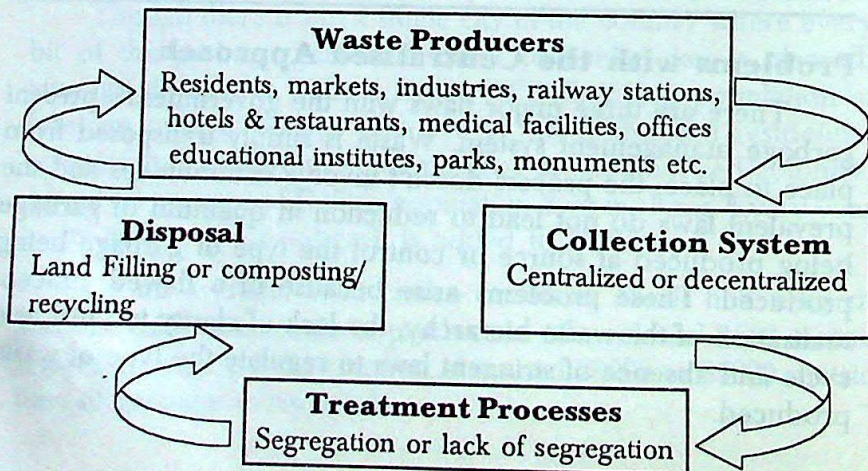 Waste Producers
Residents, markets, industries, railway stations,
hotels & restaurants, medical facilities, offices
educational institutes, parks, monuments etc.
Disposal
Land Filling or composting/
recycling
Collection System
Centralized or decentralized
Treatment Processes
Segregation or lack of segregation